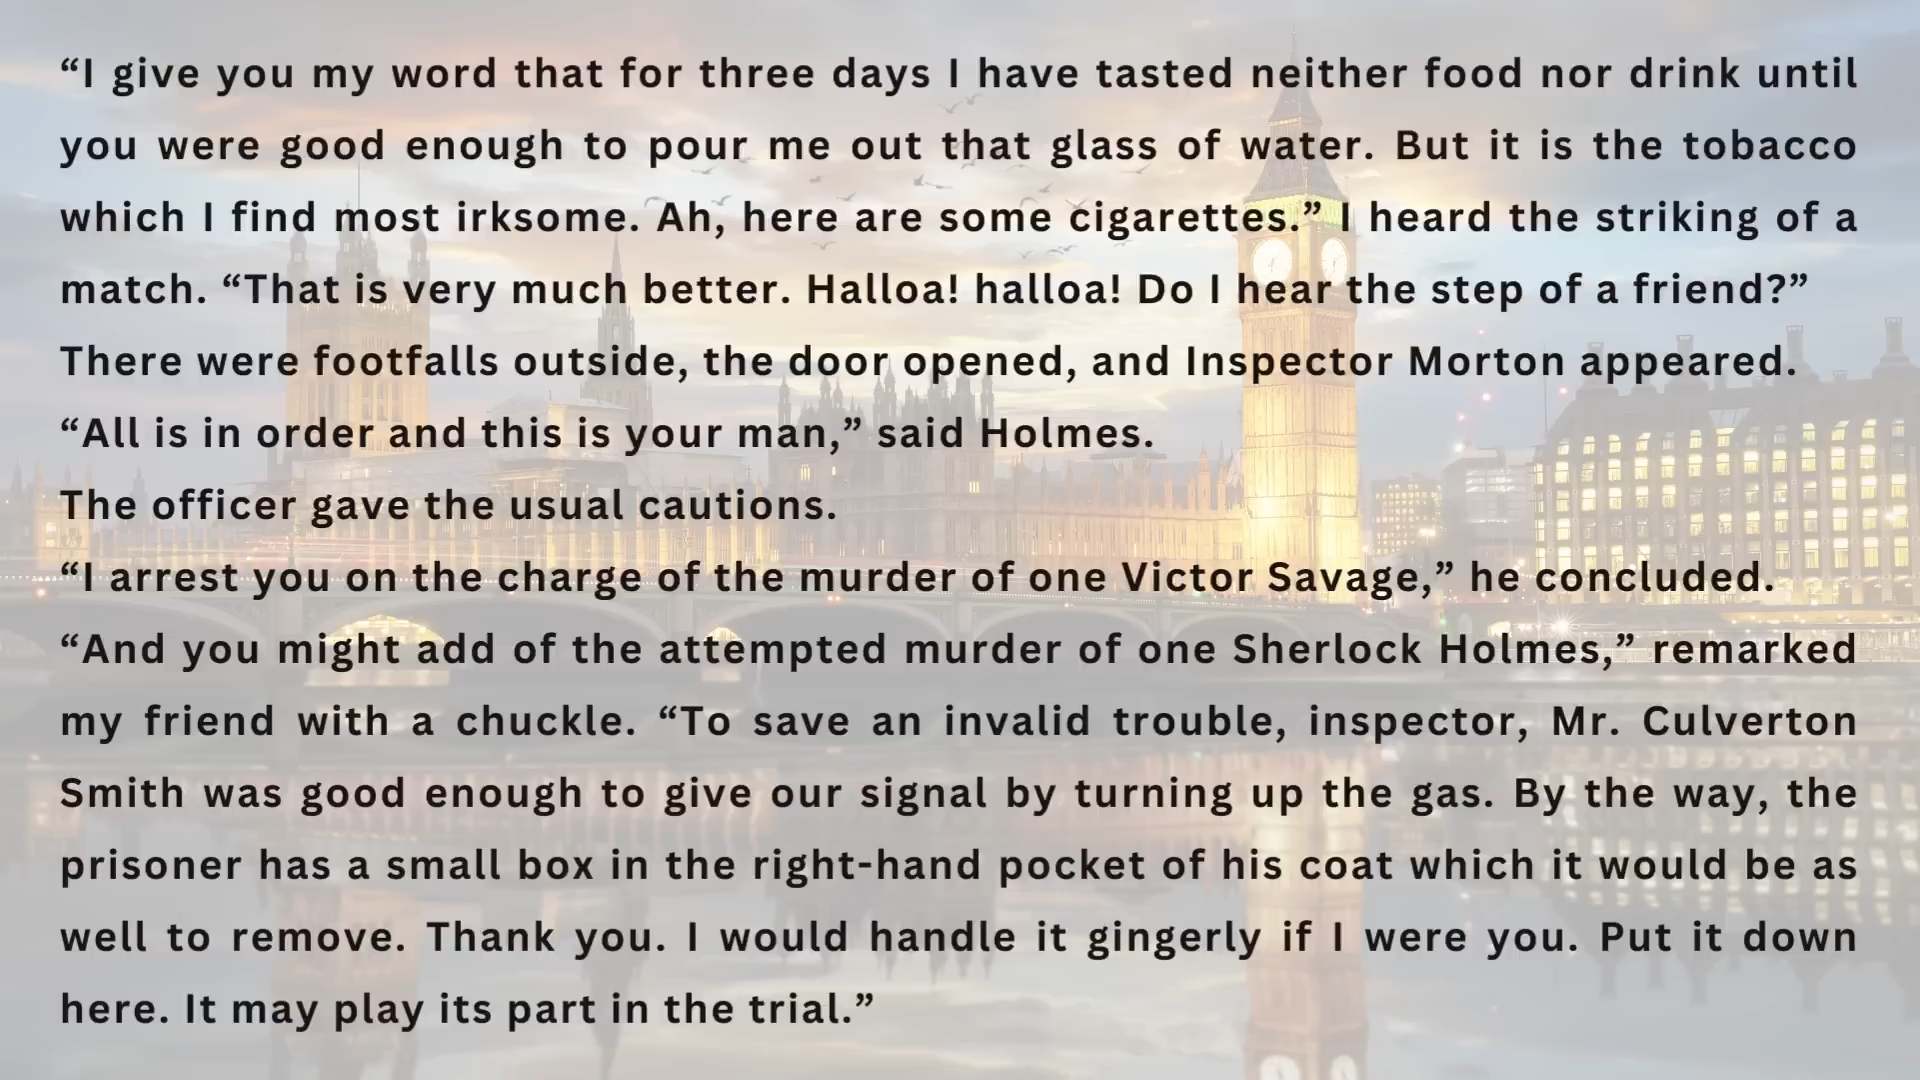 “I give you my word that for three days I have tasted neither food nor drink until
you were good enough to pour me out that glass of water. But it is the tobacco
which I find most irksome. Ah, here are some cigarettes.” I heard the striking of a
match. “That is very much better. Halloa! halloa! Do I hear the step of a friend?”
There were footfalls outside, the door opened, and Inspector Morton appeared.
“All is in order and this is your man,” said Holmes.
The officer gave the usual cautions.
“I arrest you on the charge of the murder of one Victor Savage,” he concluded.
“And you might add of the attempted murder of one Sherlock Holmes,” remarked
my friend with a chuckle. “To save an invalid trouble, inspector, Mr. Culverton
Smith was good enough to give our signal by turning up the gas. By the way, the
prisoner has a small box in the right-hand pocket of his coat which it would be as
well to remove. Thank you. I would handle it gingerly if I were you. Put it down
here. It may play its part in the trial.”